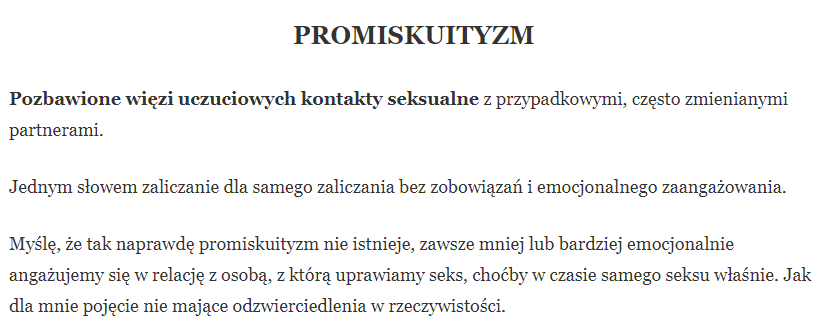 PROMISKUITYZM
Pozbawione więzi uczuciowych kontakty seksualne z przypadkowymi, często zmienianymi
partnerami.
Jednym słowem zaliczanie dla samego zaliczania bez zobowiązań i emocjonalnego zaangażowania.
Myślę, że tak naprawdę promiskuityzm nie istnieje, zawsze mniej lub bardziej emocjonalnie
angażujemy się w relację z osobą, z którą uprawiamy seks, choćby w czasie samego seksu właśnie. Jak
dla mnie pojęcie nie mające odzwierciedlenia w rzeczywistości.